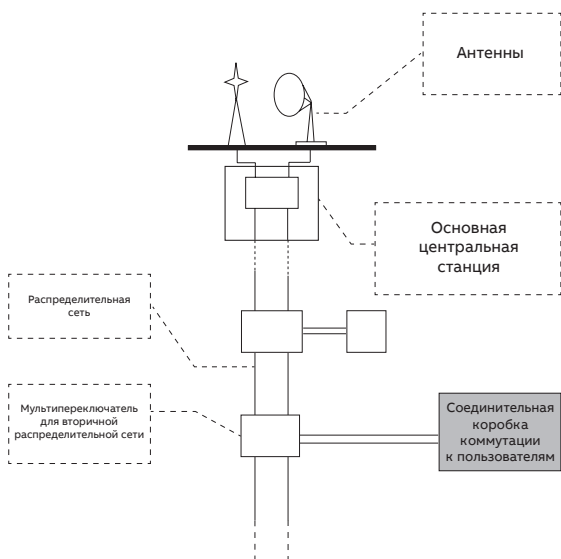 Антенны
Основная
центральная
станция
Распределительная
сеть
Мультипереключатель
для вторичной
распределительной сети
Соединительная
коробка
коммутации
к пользователям